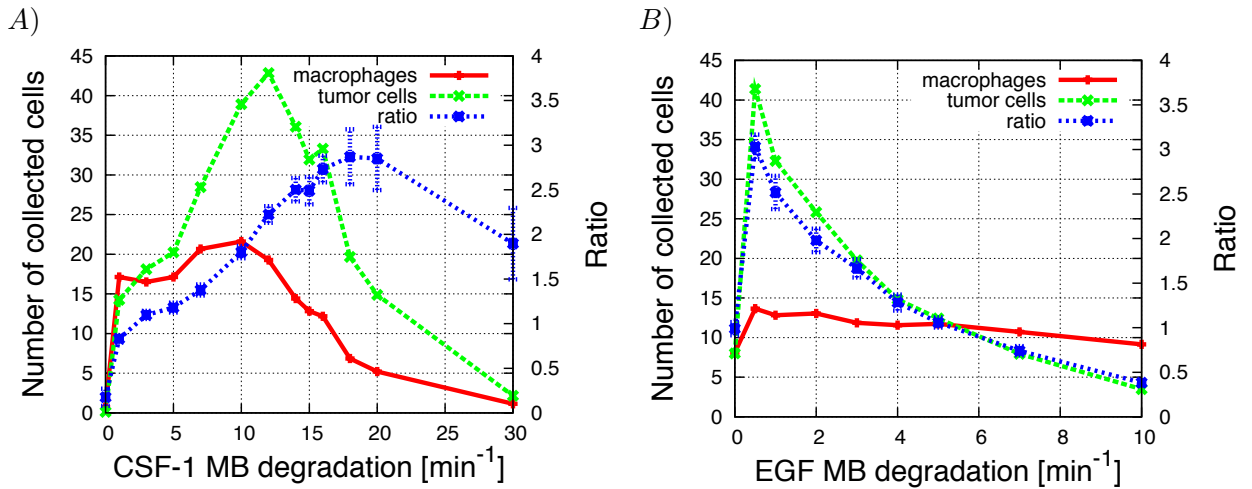 A)
B)
Number of collected cells
45
40
35
30
25
20
15
10
5
0
macrophages
tumor cells
ratio
4
3.5
3
2.5
2
1.5
1
0.5
0
Ratio
0 5 10 15 20 25 30
CSF-1 MB degradation [min-1]
Number of collected cells
45
40
35
30
25
20
15
10
5
0
macrophages
tumor cells
ratio
4
3.5
3
2.5
2
1.5
1
0.5
0
Ratio
0 2 4 6 8 10
EGF MB degradation [min-1]